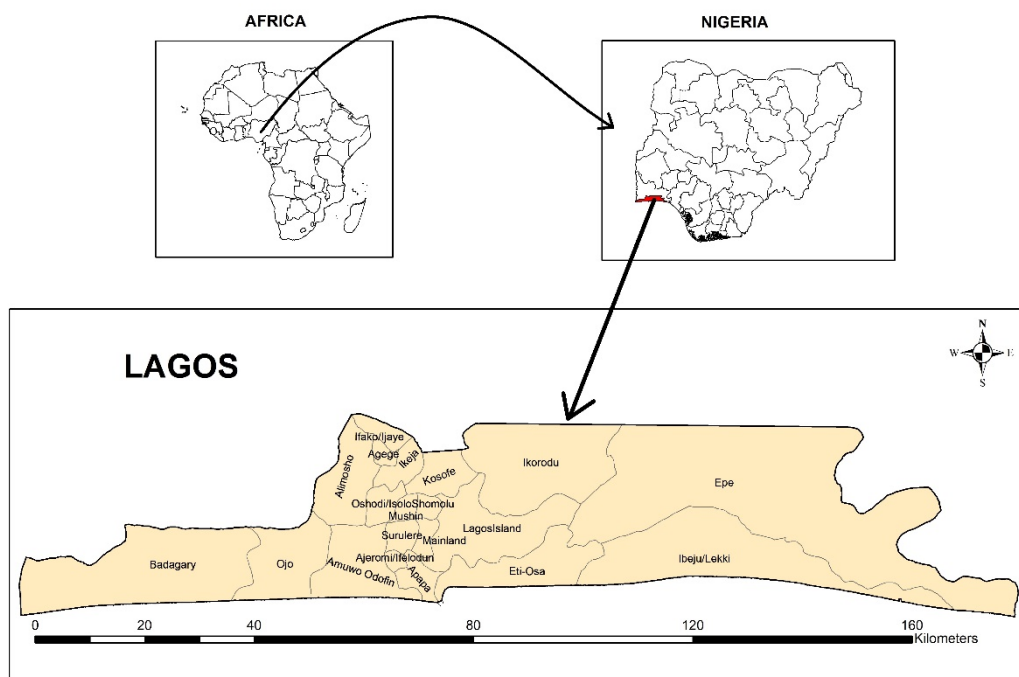 AFRICA
NIGERIA
LAGOS
N
W E
S
Ifako/Ijaye
Agege
Ikeja
Alimosho
Kosofe
Ikorodu
Epe
Oshodi/Isolo
Shomolu
Mushin
LagosIsland
Surulere
Mainland
Ajeromi/Ifelodun
Amuwo Odofin
Apapa
Eti-Osa
Ibeju/Lekki
Badagary
Ojo
0 20 40 80 120 160
Kilometers